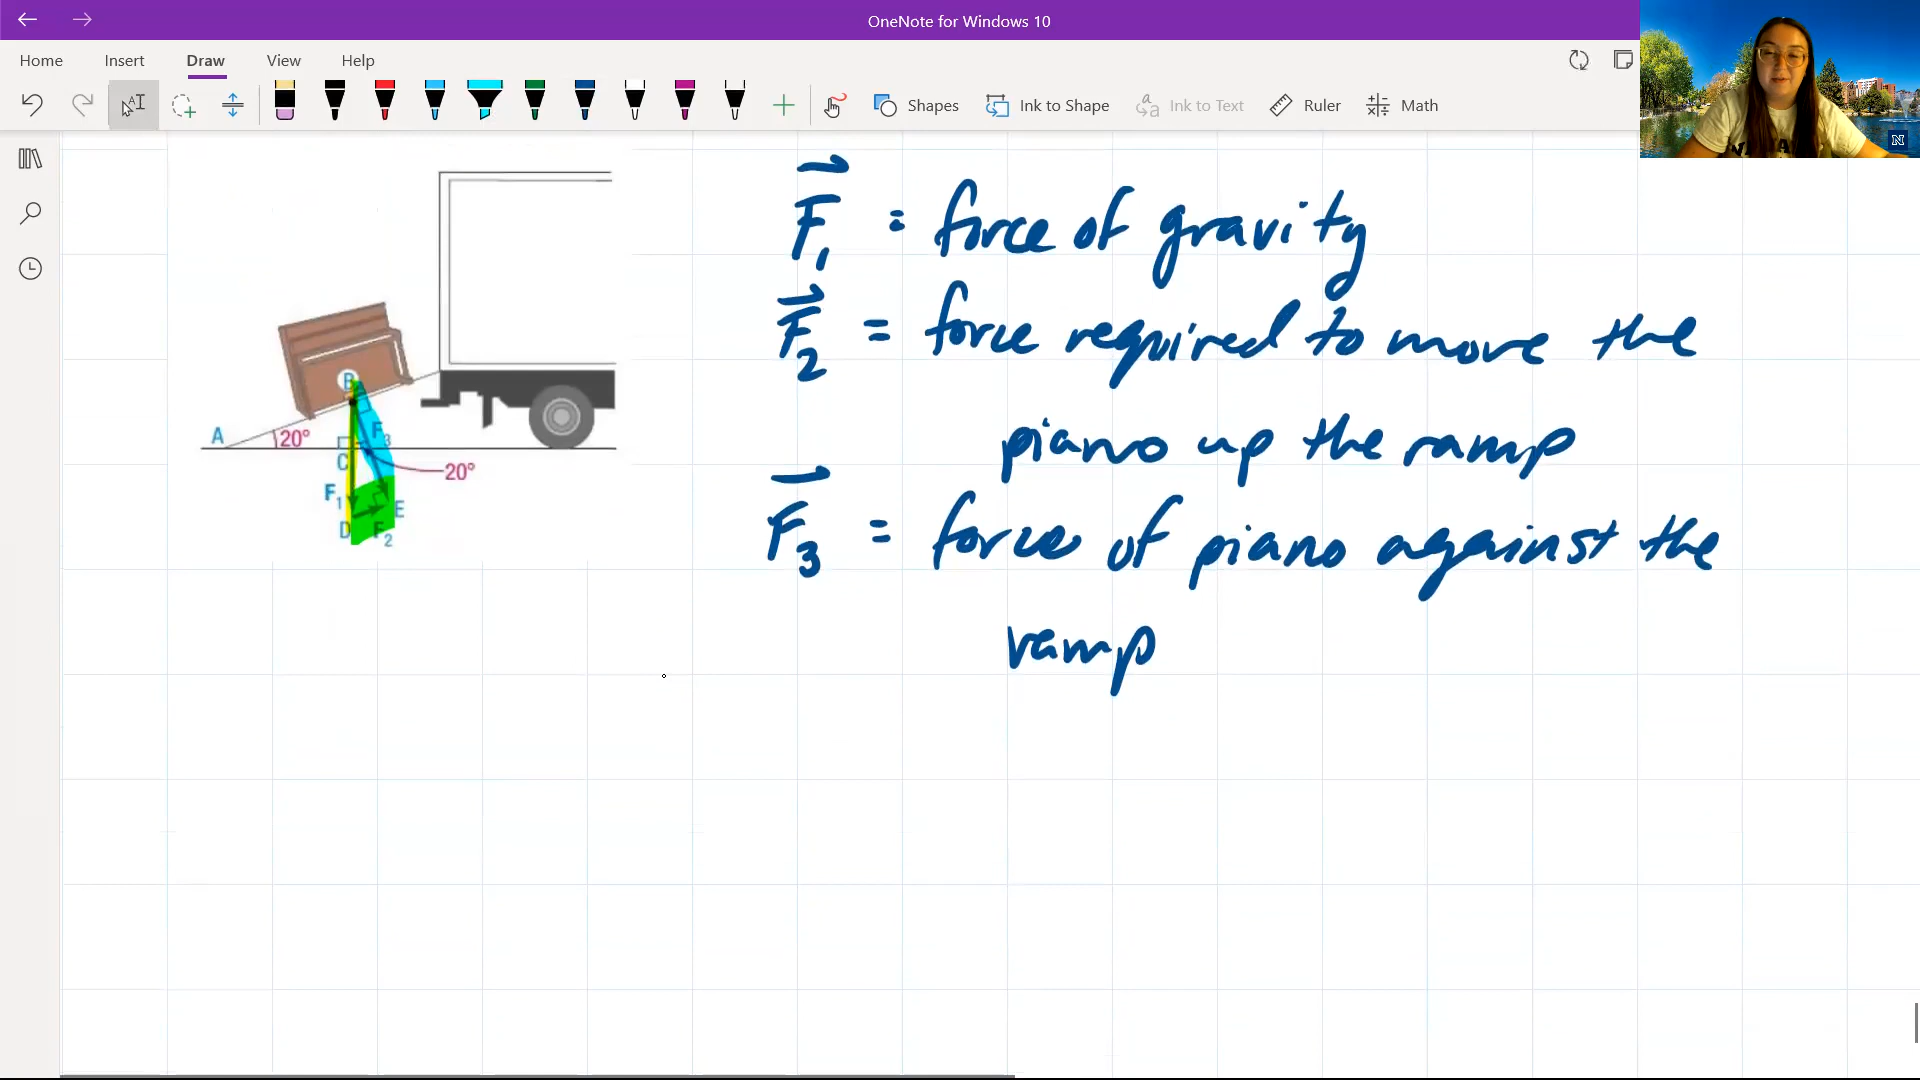 OneNote for Windows 10
Home Insert Draw View Help
Shapes Ink to Shape Ink to Text Ruler Math
F₁ = force of gravity
F₂ = force required to move the
piano up the ramp
F₃ = force of piano against the
ramp
B
A 20° F₃
C 20°
F₁ E
D F₂
N